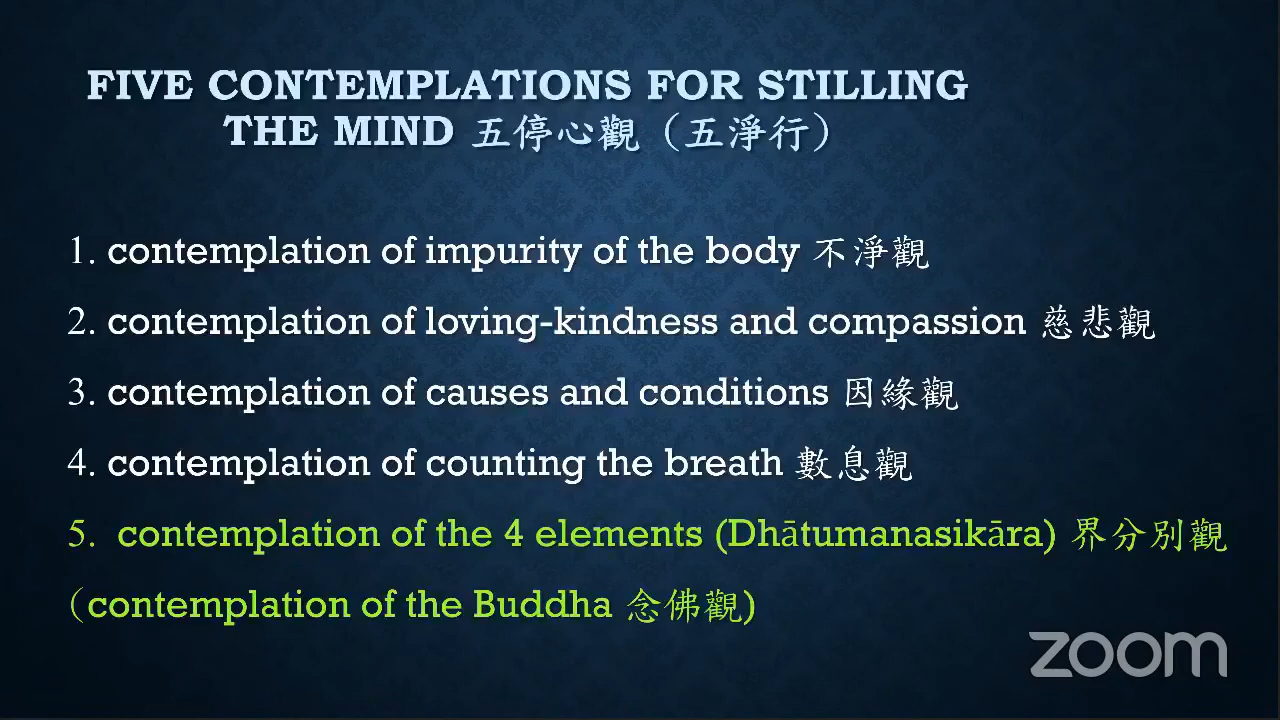 FIVE CONTEMPLATIONS FOR STILLING
THE MIND 五停心觀（五淨行）
1. contemplation of impurity of the body 不淨觀
2. contemplation of loving-kindness and compassion 慈悲觀
3. contemplation of causes and conditions 因緣觀
4. contemplation of counting the breath 數息觀
5. contemplation of the 4 elements (Dhātumanasikāra) 界分別觀
（contemplation of the Buddha 念佛觀)
zoom